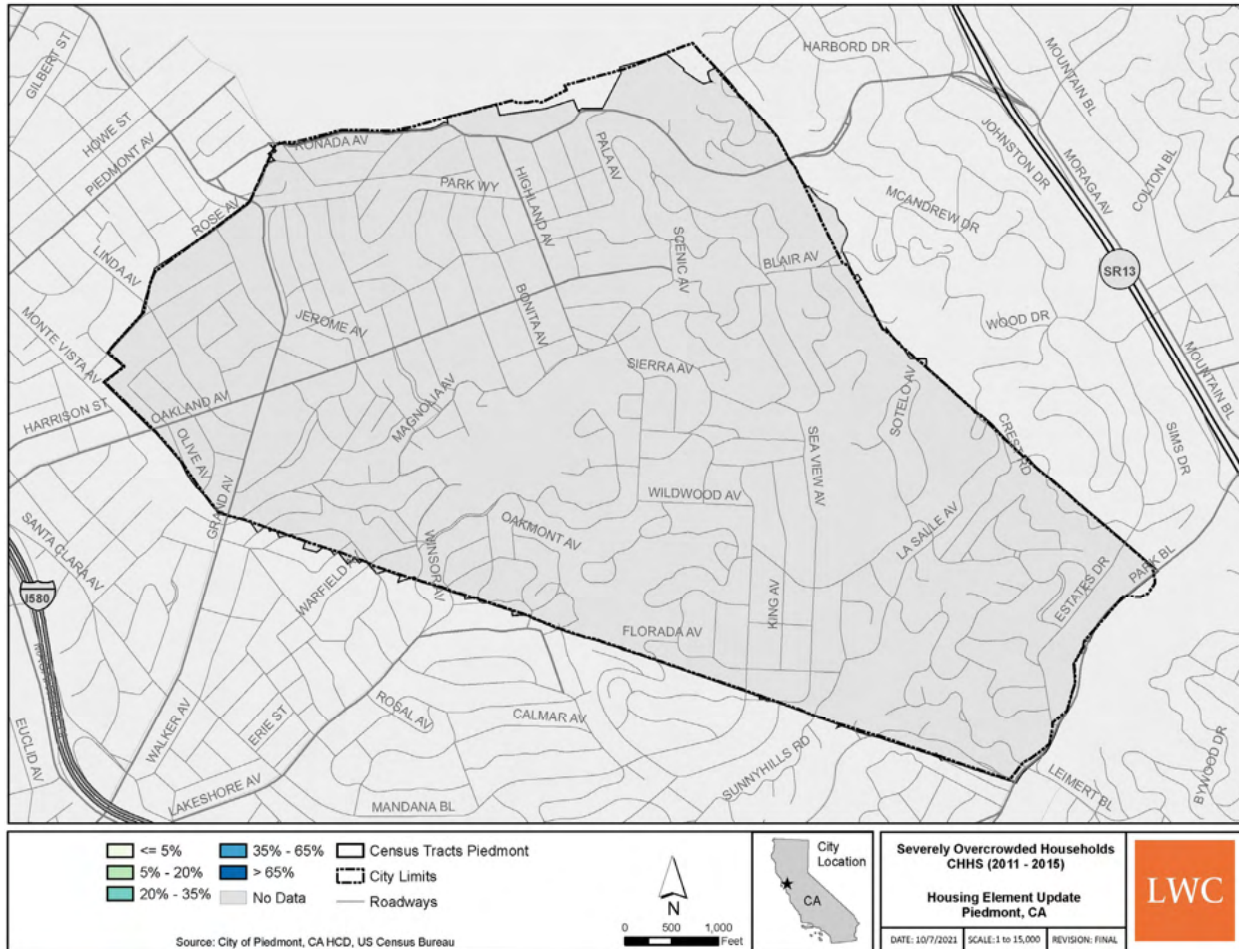 HARBORD DR
GILBERT ST
MOUNTAIN BL
HOWE ST
PIEDMONT AV
JOHNSTON DR
MORAGA AV
COLTON BL
RONADA AV
PALA AV
HIGHLAND AV
PARK WY
MCANDREW DR
ROSE AV
LINDA AV
SCENIC AV
BLAIR AV
SR13
MONTE VISTA AV
JEROME AV
BONITA AV
WOOD DR
MOUNTAIN BL
SIERRA AV
HARRISON ST
OAKLAND AV
MAGNOLIA AV
SOTELO AV
OLIVE AV
CREST RD
SIMS DR
SEA VIEW AV
GRAND AV
WILDWOOD AV
OAKMONT AV
SANTA CLARA AV
WINSOR AV
LA SALLE AV
I580
WARFIELD
ESTATES DR
PARK BL
KING AV
FLORADA AV
EUCLID AV
WALKER AV
ERIE ST
ROSAL AV
CALMAR AV
SUNNYHILLS RD
LEIMERT BL
BYWOOD DR
LAKESHORE AV
MANDANA BL
<= 5%
5% - 20%
20% - 35%
35% - 65%
> 65%
No Data
Census Tracts Piedmont
City Limits
Roadways
Source: City of Piedmont, CA HCD, US Census Bureau
N
0 500 1,000
Feet
City
Location
CA
Severely Overcrowded Households
CHHS (2011 - 2015)
Housing Element Update
Piedmont, CA
DATE: 10/7/2021 SCALE: 1 to 15,000 REVISION: FINAL
LWC